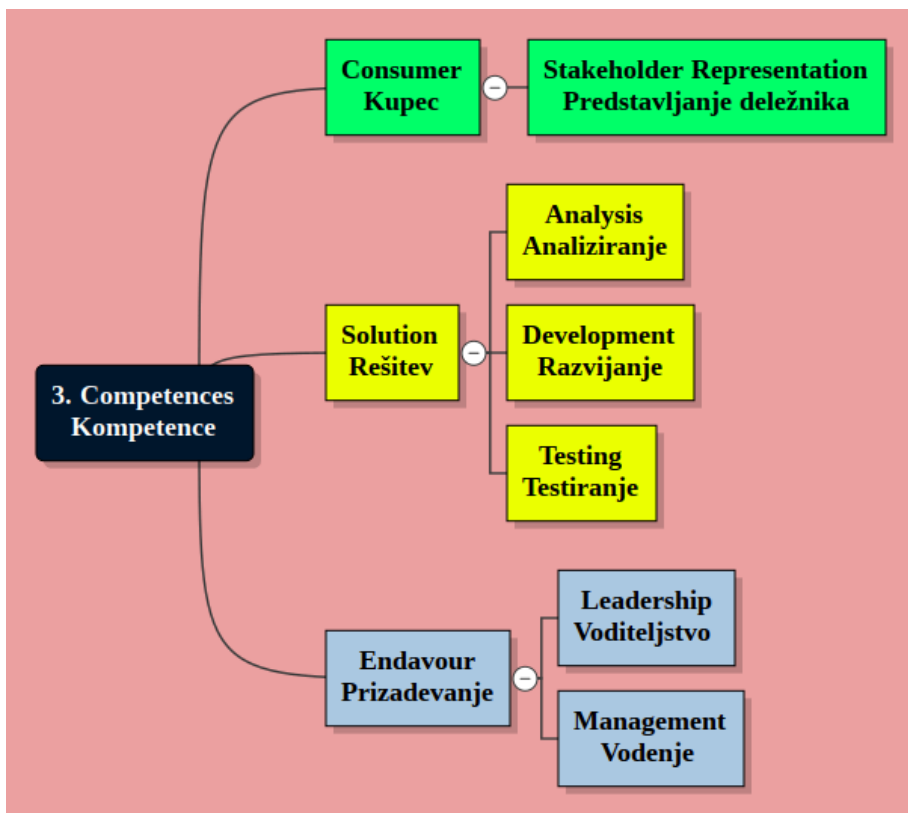 Consumer
Kupec
Stakeholder Representation
Predstavljanje deležnika
Analysis
Analiziranje
Solution
Rešitev
Development
Razvijanje
3. Competences
Kompetence
Testing
Testiranje
Leadership
Voditeljstvo
Endavour
Prizadevanje
Management
Vodenje